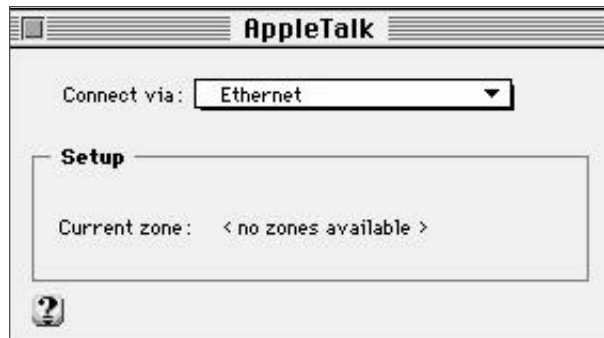 AppleTalk
Connect via: Ethernet
Setup
Current zone: < no zones available >
?